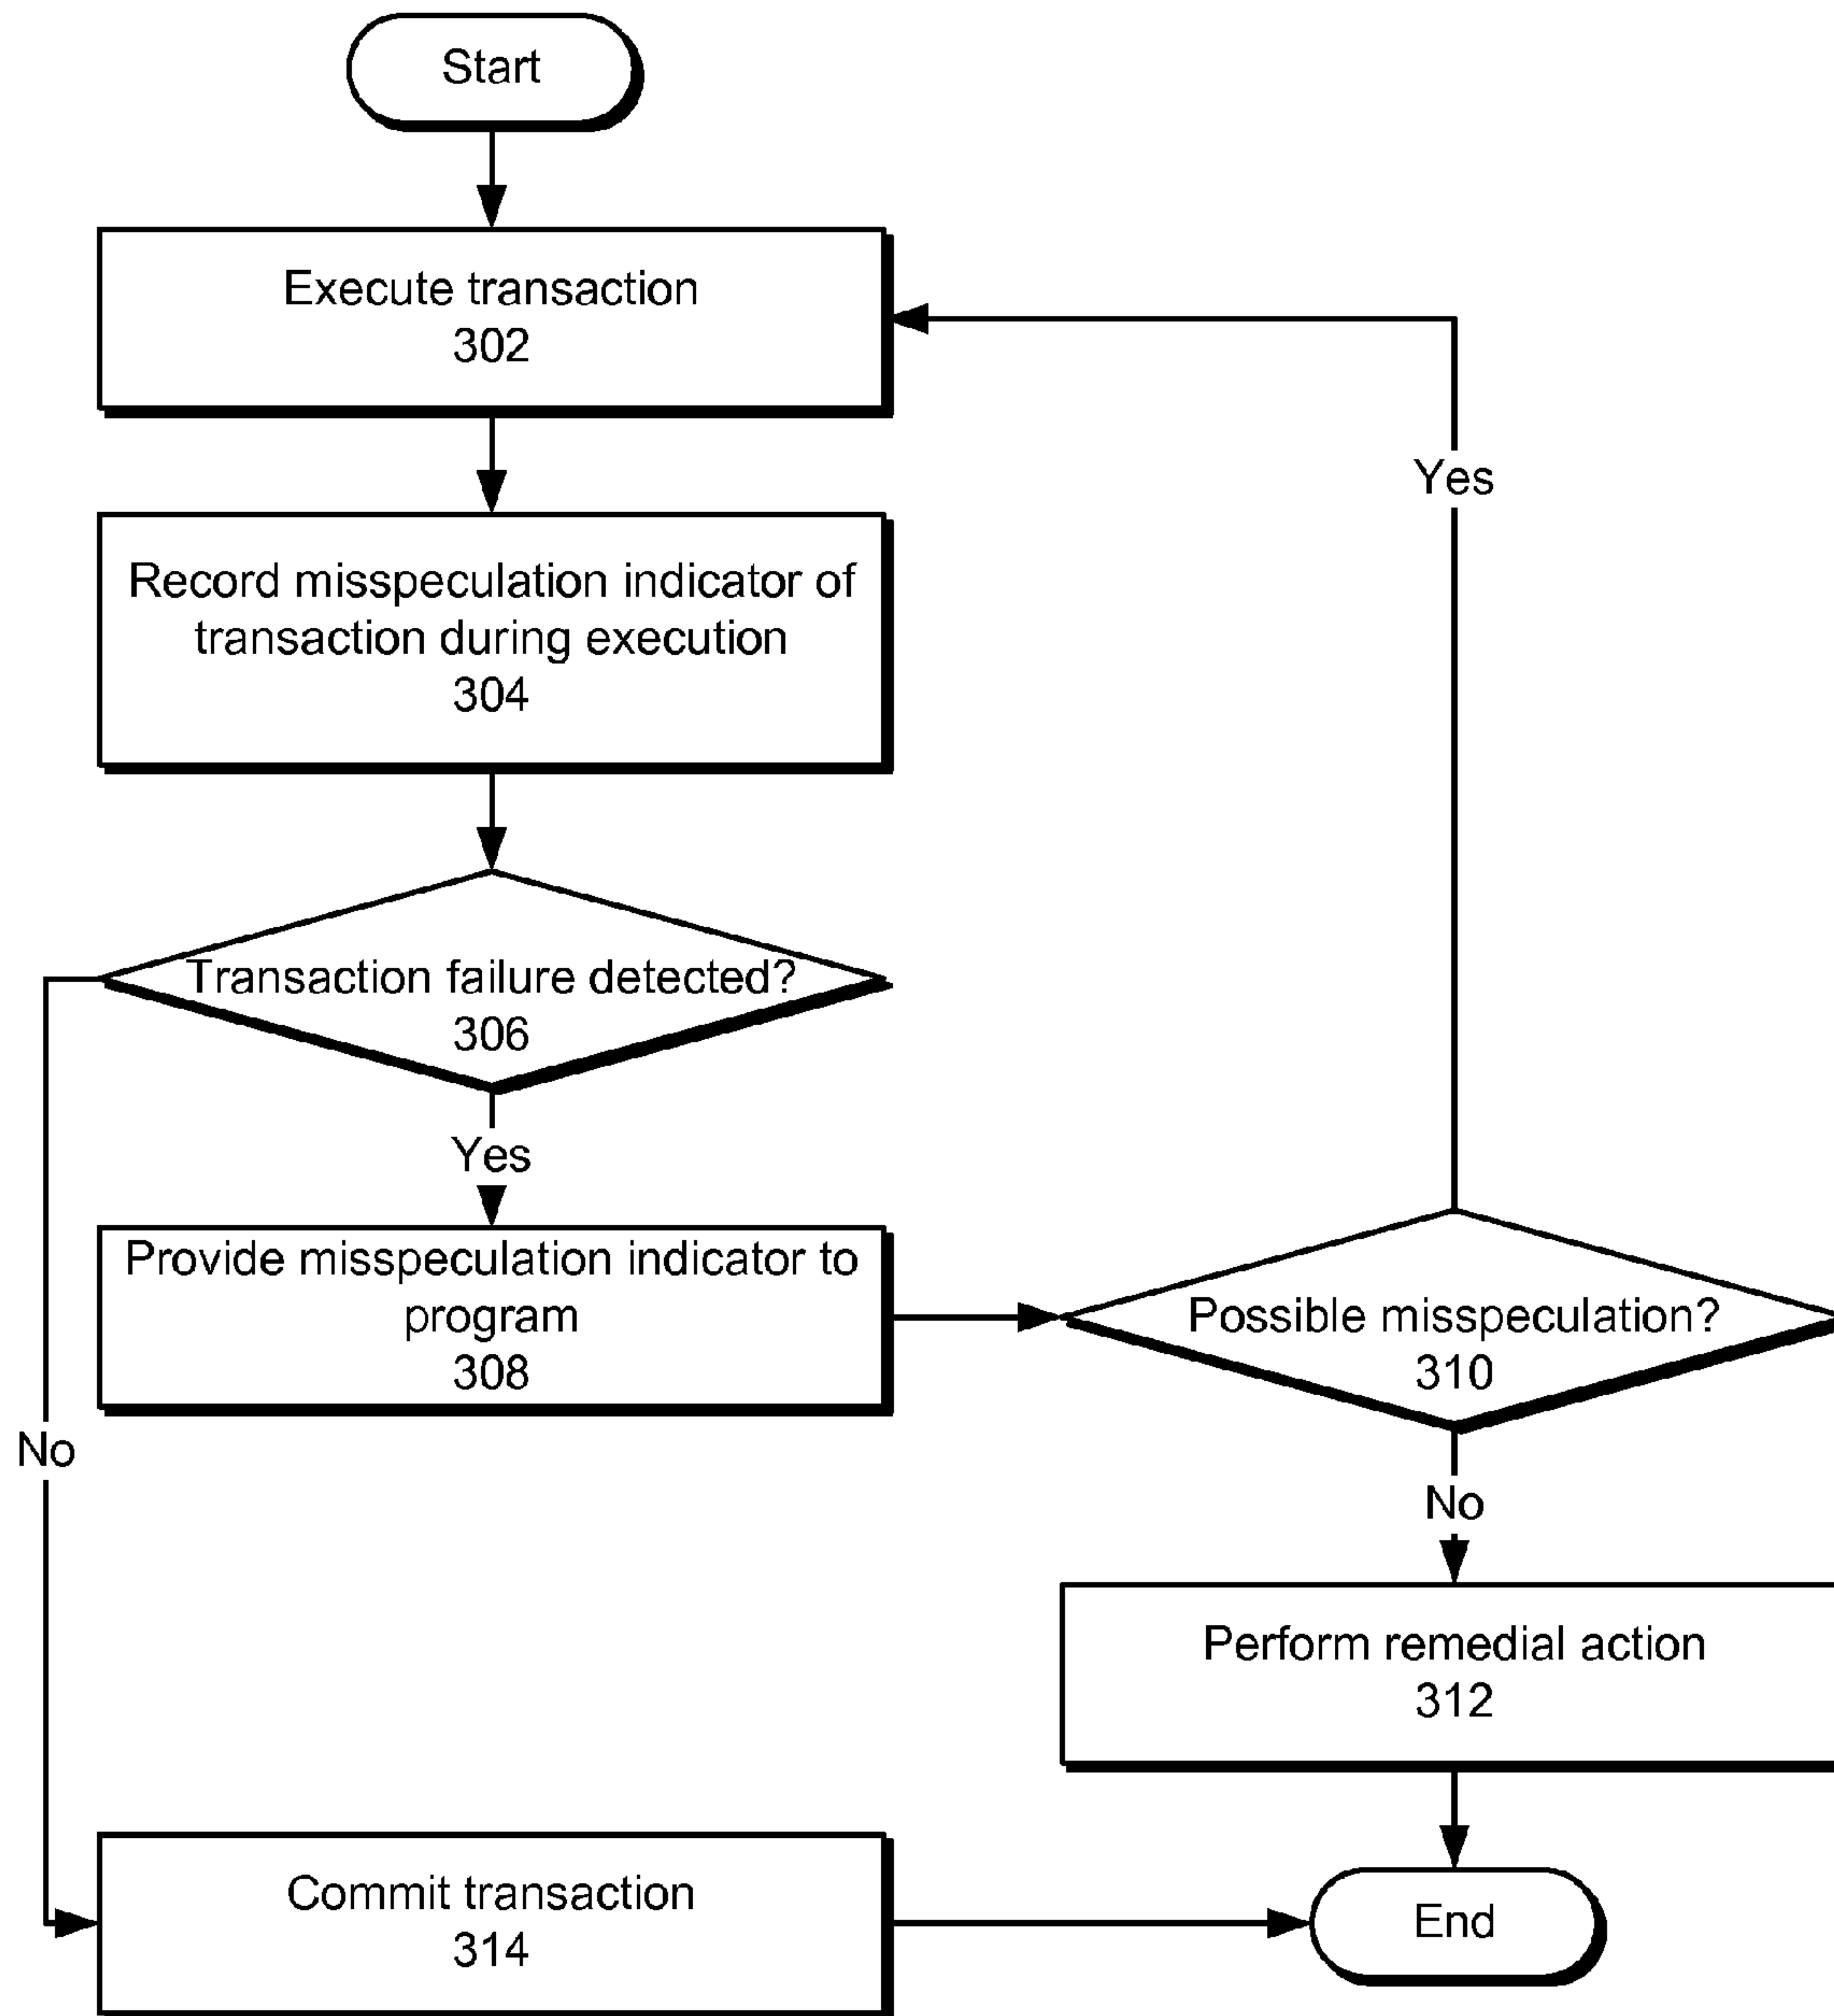 Start
Execute transaction
302
Yes
Record misspeculation indicator of
transaction during execution
304
Transaction failure detected?
306
Yes
Provide misspeculation indicator to
program
308
Possible misspeculation?
310
No
No
Perform remedial action
312
Commit transaction
314
End